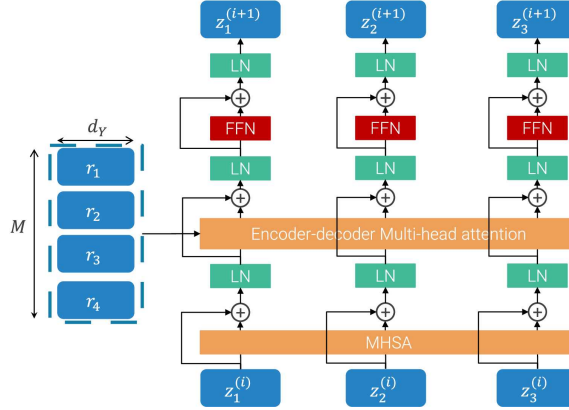 z_1^{(i+1)} z_2^{(i+1)} z_3^{(i+1)}
LN LN LN
+ + +
FFN FFN FFN
d_Y
LN LN LN
r_1
+ + +
r_2
M
Encoder-decoder Multi-head attention
r_3
LN LN LN
r_4
+ + +
MHSA
z_1^{(i)} z_2^{(i)} z_3^{(i)}